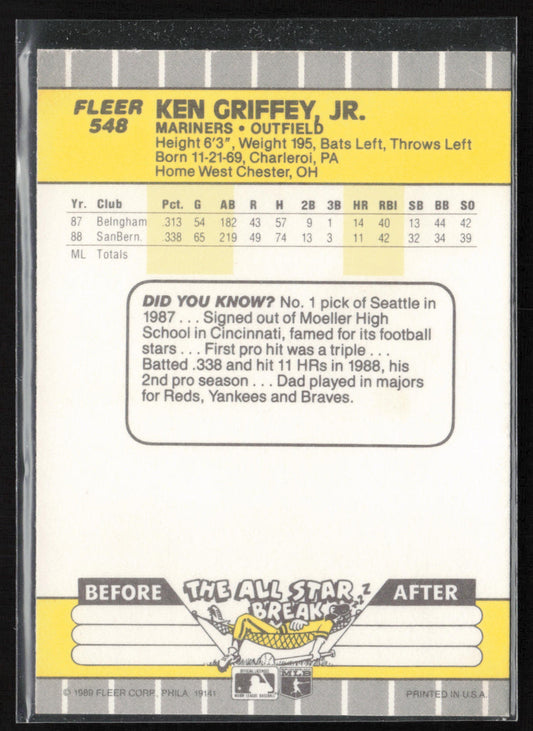 FLEER
548
KEN GRIFFEY, JR.
MARINERS • OUTFIELD
Height 6'3", Weight 195, Bats Left, Throws Left
Born 11-21-69, Charleroi, PA
Home West Chester, OH
Yr. Club Pct. G AB R H 2B 3B HR RBI SB BB SO
87 Belngham .313 54 182 43 57 9 1 14 40 13 44 42
88 SanBern. .338 65 219 49 74 13 3 11 42 32 34 39
ML Totals
DID YOU KNOW? No. 1 pick of Seattle in
1987 . . . Signed out of Moeller High
School in Cincinnati, famed for its football
stars . . . First pro hit was a triple . . .
Batted .338 and hit 11 HRs in 1988, his
2nd pro season . . . Dad played in majors
for Reds, Yankees and Braves.
BEFORE
THE ALL STAR
BREAK
Z Z
AFTER
OFFICIAL LICENSEE
MAJOR LEAGUE BASEBALL
MLB
© 1989 FLEER CORP., PHILA. 19141
PRINTED IN U.S.A.